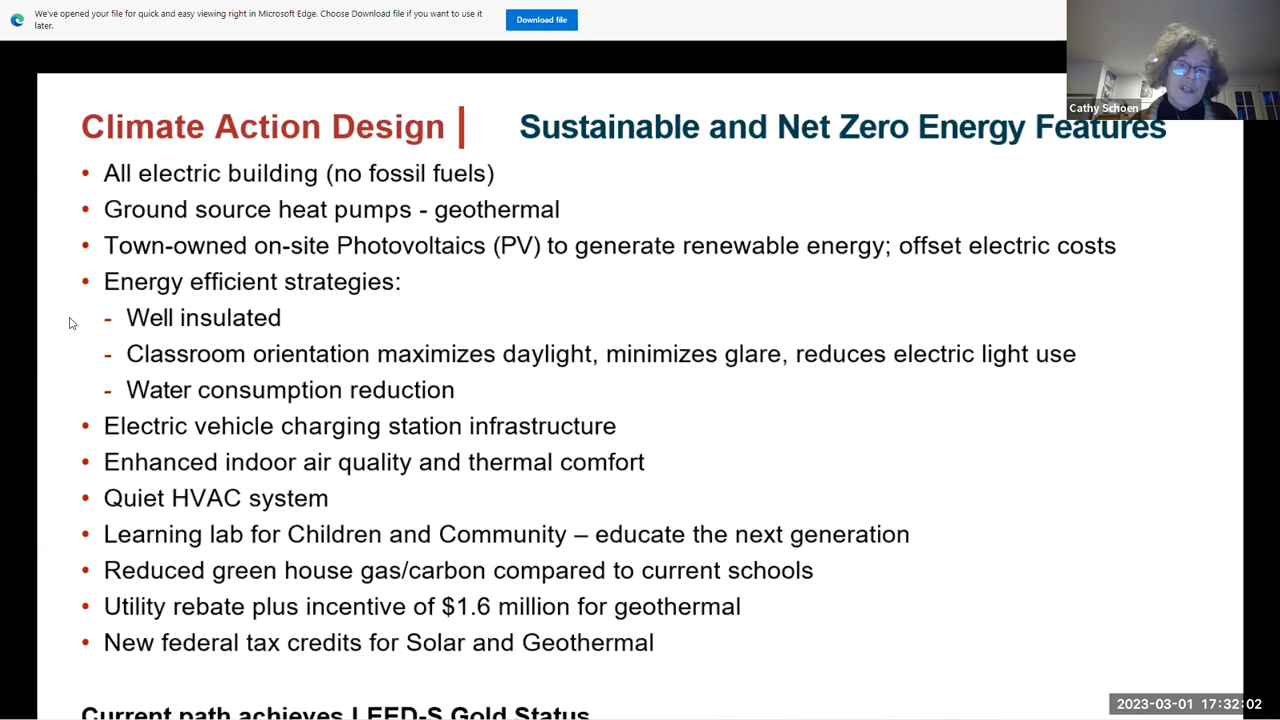 We've opened your file for quick and easy viewing right in Microsoft Edge. Choose Download file if you want to use it
later.
Download file
Cathy Schoen
Climate Action Design | Sustainable and Net Zero Energy Features
• All electric building (no fossil fuels)
• Ground source heat pumps - geothermal
• Town-owned on-site Photovoltaics (PV) to generate renewable energy; offset electric costs
• Energy efficient strategies:
- Well insulated
- Classroom orientation maximizes daylight, minimizes glare, reduces electric light use
- Water consumption reduction
• Electric vehicle charging station infrastructure
• Enhanced indoor air quality and thermal comfort
• Quiet HVAC system
• Learning lab for Children and Community – educate the next generation
• Reduced green house gas/carbon compared to current schools
• Utility rebate plus incentive of $1.6 million for geothermal
• New federal tax credits for Solar and Geothermal
Current path achieves LEED-S Gold Status
2023-03-01 17:32:02